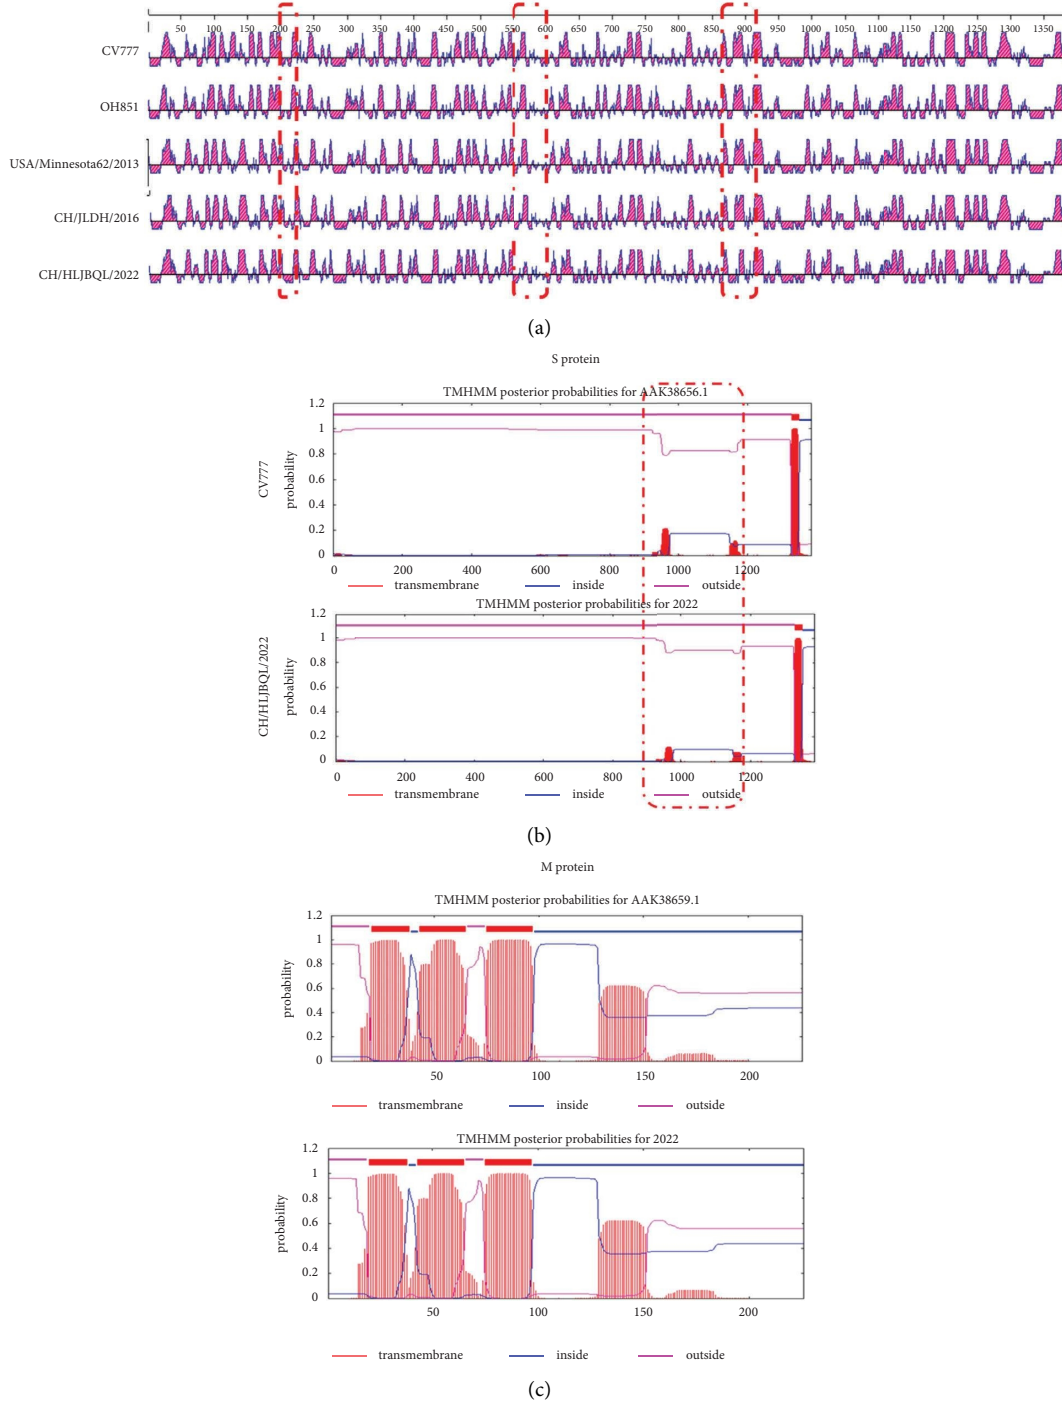 50 100 150 200 250 300 350 400 450 500 550 600 650 700 750 800 850 900 950 1000 1050 1100 1150 1200 1250 1300 1350
CV777
OH851
USA/Minnesota62/2013
CH/JLDH/2016
CH/HLJBQL/2022
(a)
S protein
TMHMM posterior probabilities for AAK38656.1
CV777
probability
1.2
1
0.8
0.6
0.4
0.2
0
0 200 400 600 800 1000 1200
transmembrane inside outside
TMHMM posterior probabilities for 2022
CH/HLJBQL/2022
probability
1.2
1
0.8
0.6
0.4
0.2
0
0 200 400 600 800 1000 1200
transmembrane inside outside
(b)
M protein
TMHMM posterior probabilities for AAK38659.1
probability
1.2
1
0.8
0.6
0.4
0.2
0
50 100 150 200
transmembrane inside outside
TMHMM posterior probabilities for 2022
probability
1.2
1
0.8
0.6
0.4
0.2
0
50 100 150 200
transmembrane inside outside
(c)